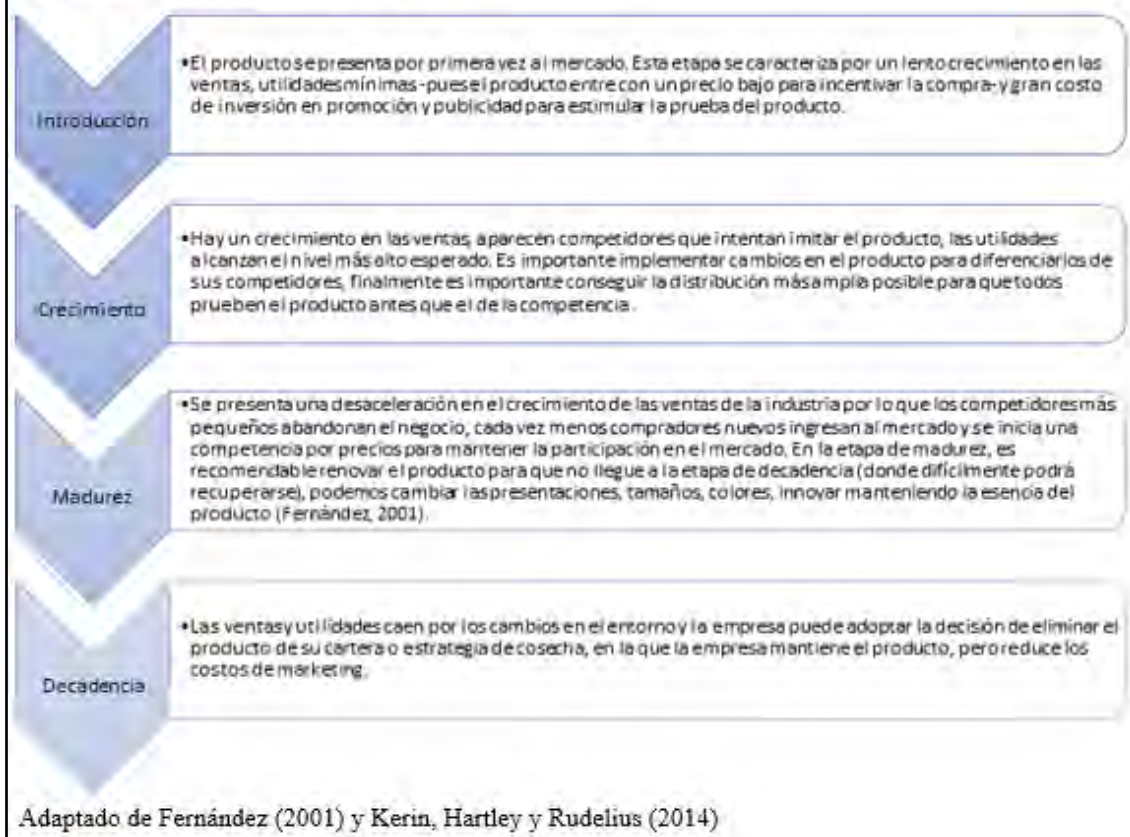 Introducción
•El producto se presenta por primera vez al mercado. Esta etapa se caracteriza por un lento crecimiento en las
ventas, utilidades mínimas -pues el producto entre con un precio bajo para incentivar la compra- y gran costo
de inversión en promoción y publicidad para estimular la prueba del producto.
Crecimiento
•Hay un crecimiento en las ventas, aparecen competidores que intentan imitar el producto, las utilidades
alcanzan el nivel más alto esperado. Es importante implementar cambios en el producto para diferenciarlos de
sus competidores, finalmente es importante conseguir la distribución más amplia posible para que todos
prueben el producto antes que el de la competencia.
Madurez
•Se presenta una desaceleración en el crecimiento de las ventas de la industria por lo que los competidores más
pequeños abandonan el negocio, cada vez menos compradores nuevos ingresan al mercado y se inicia una
competencia por precios para mantener la participación en el mercado. En la etapa de madurez, es
recomendable renovar el producto para que no llegue a la etapa de decadencia (donde difícilmente podrá
recuperarse), podemos cambiar las presentaciones, tamaños, colores, innovar manteniendo la esencia del
producto (Fernández, 2001).
Decadencia
•Las ventas y utilidades caen por los cambios en el entorno y la empresa puede adoptar la decisión de eliminar el
producto de su cartera o estrategia de cosecha, en la que la empresa mantiene el producto, pero reduce los
costos de marketing.
Adaptado de Fernández (2001) y Kerin, Hartley y Rudelius (2014)